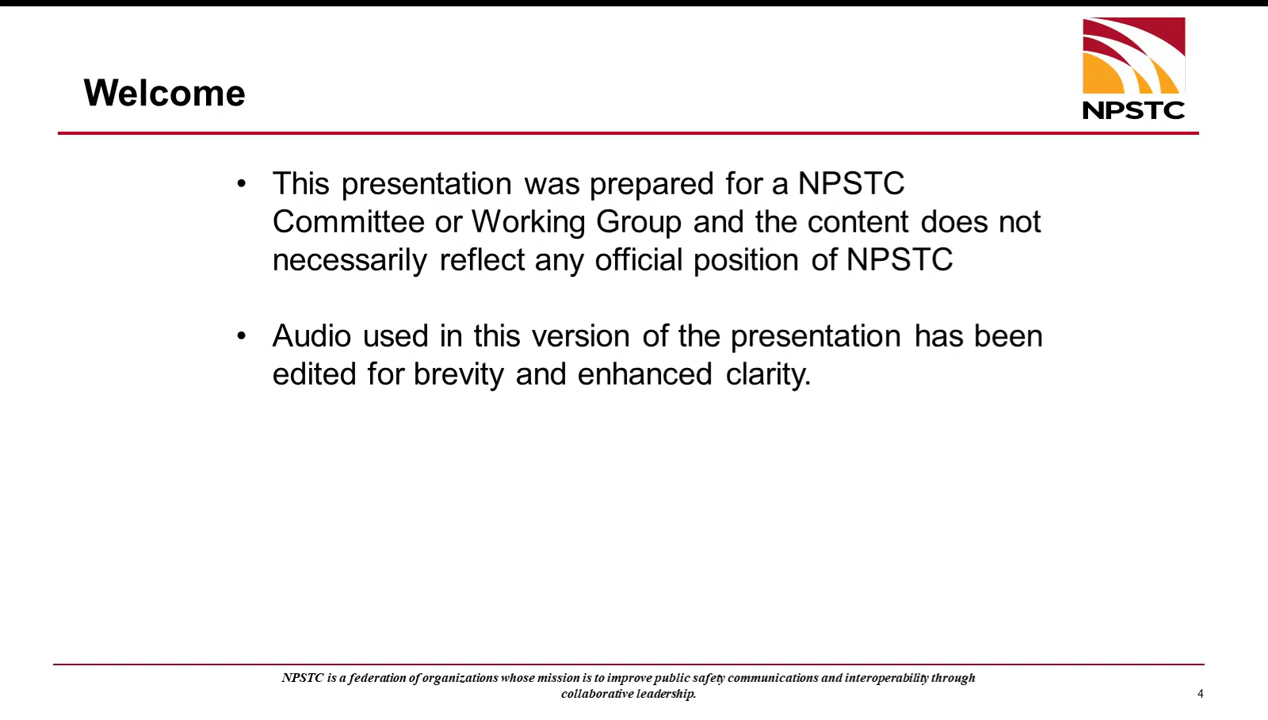 NPSTC
Welcome
• This presentation was prepared for a NPSTC
Committee or Working Group and the content does not
necessarily reflect any official position of NPSTC
• Audio used in this version of the presentation has been
edited for brevity and enhanced clarity.
NPSTC is a federation of organizations whose mission is to improve public safety communications and interoperability through
collaborative leadership.
4